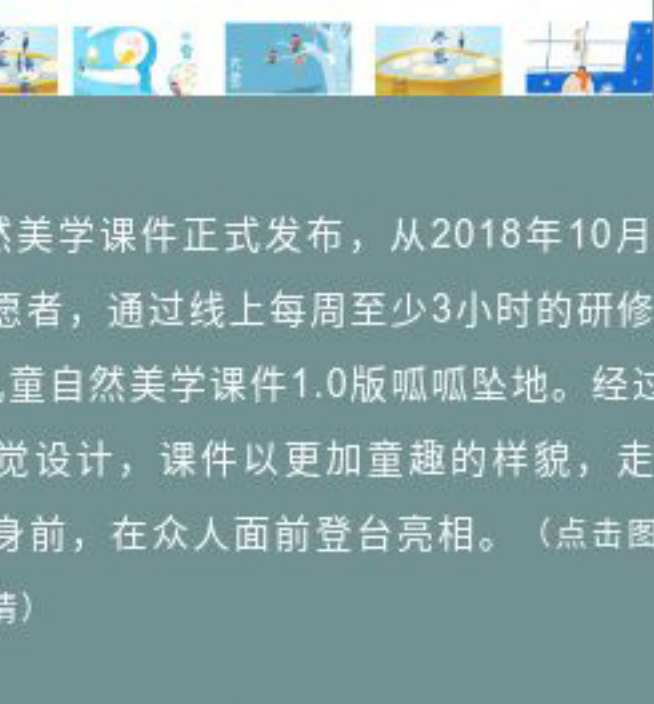 然美学课件正式发布，从2018年10月
愿者，通过线上每周至少3小时的研修
儿童自然美学课件1.0版呱呱坠地。经过
觉设计，课件以更加童趣的样貌，走
身前，在众人面前登台亮相。（点击图
情）